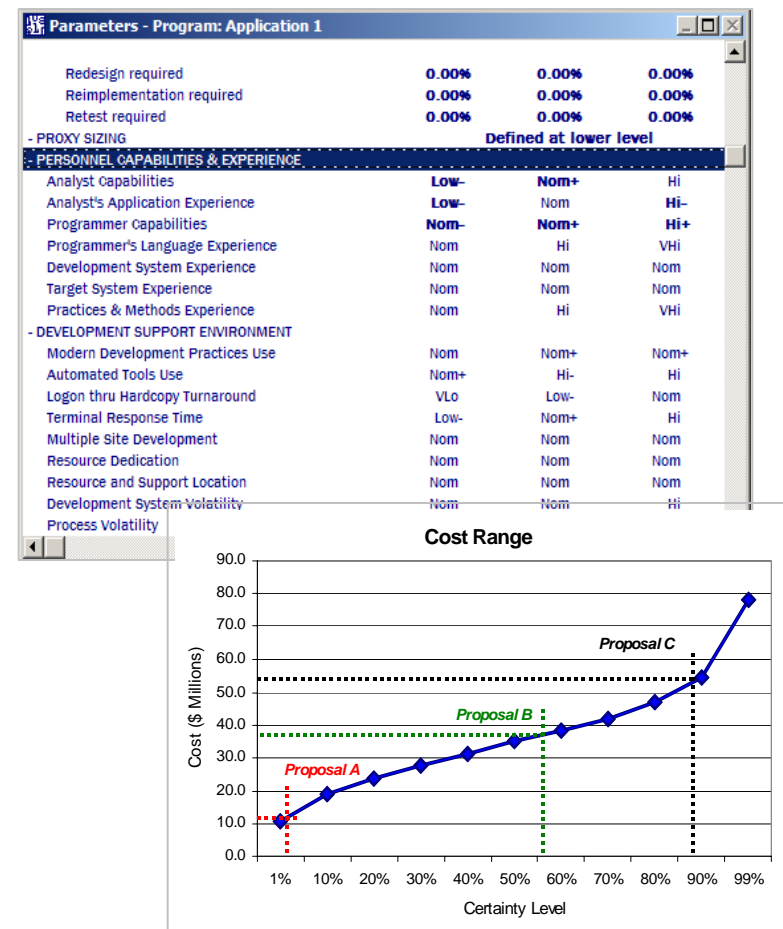 Parameters - Program: Application 1
Redesign required 0.00% 0.00% 0.00%
Reimplementation required 0.00% 0.00% 0.00%
Retest required 0.00% 0.00% 0.00%
- PROXY SIZING Defined at lower level
- PERSONNEL CAPABILITIES & EXPERIENCE
Analyst Capabilities Low- Nom+ Hi
Analyst's Application Experience Low- Nom Hi-
Programmer Capabilities Nom- Nom+ Hi+
Programmer's Language Experience Nom Hi VHi
Development System Experience Nom Nom Nom
Target System Experience Nom Nom Nom
Practices & Methods Experience Nom Hi VHi
- DEVELOPMENT SUPPORT ENVIRONMENT
Modern Development Practices Use Nom Nom+ Nom+
Automated Tools Use Nom+ Hi- Hi
Logon thru Hardcopy Turnaround VLo Low- Nom
Terminal Response Time Low- Nom+ Hi
Multiple Site Development Nom Nom Nom
Resource Dedication Nom Nom Nom
Resource and Support Location Nom Nom Nom
Development System Volatility Nom Nom Hi
Process Volatility
Cost Range
90.0
80.0
70.0
60.0
50.0
40.0
30.0
20.0
10.0
0.0
Cost ($ Millions)
Proposal A
Proposal B
Proposal C
1% 10% 20% 30% 40% 50% 60% 70% 80% 90% 99%
Certainty Level